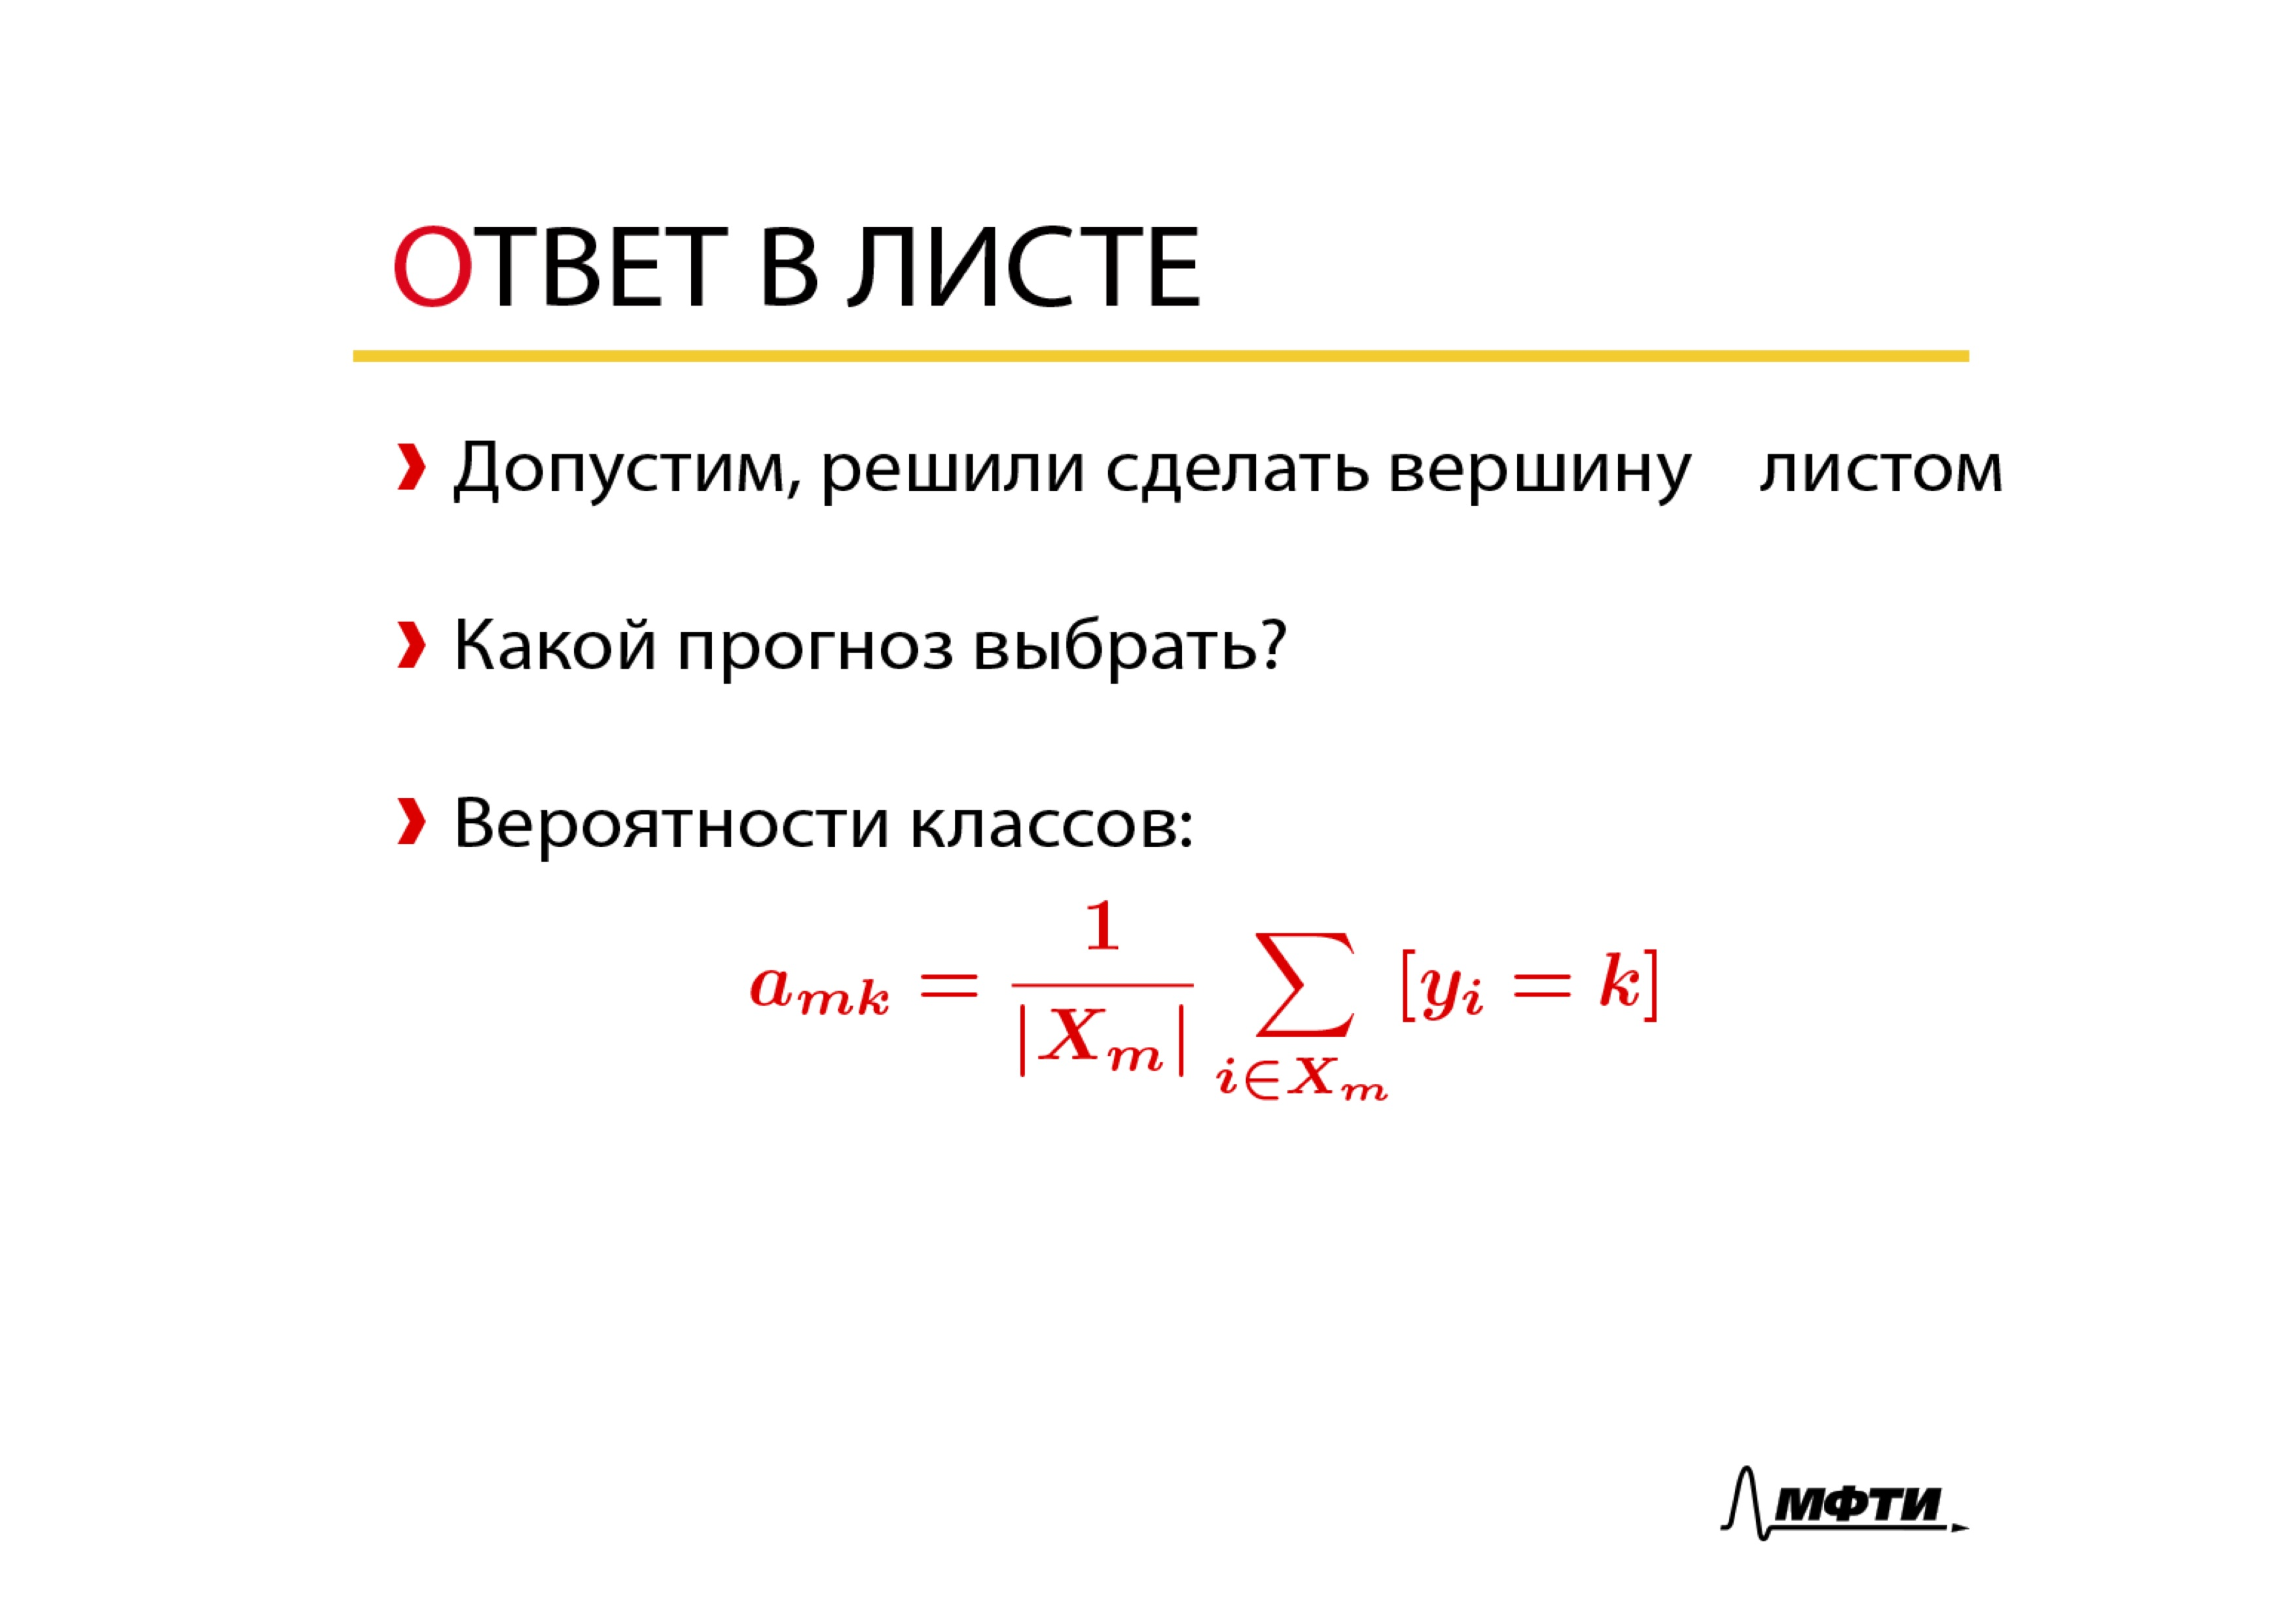 ОТВЕТ В ЛИСТЕ
❯ Допустим, решили сделать вершину листом
❯ Какой прогноз выбрать?
❯ Вероятности классов:
$a_{mk} = \frac{1}{|X_m|} \sum_{i \in X_m} [y_i = k]$
МФТИ